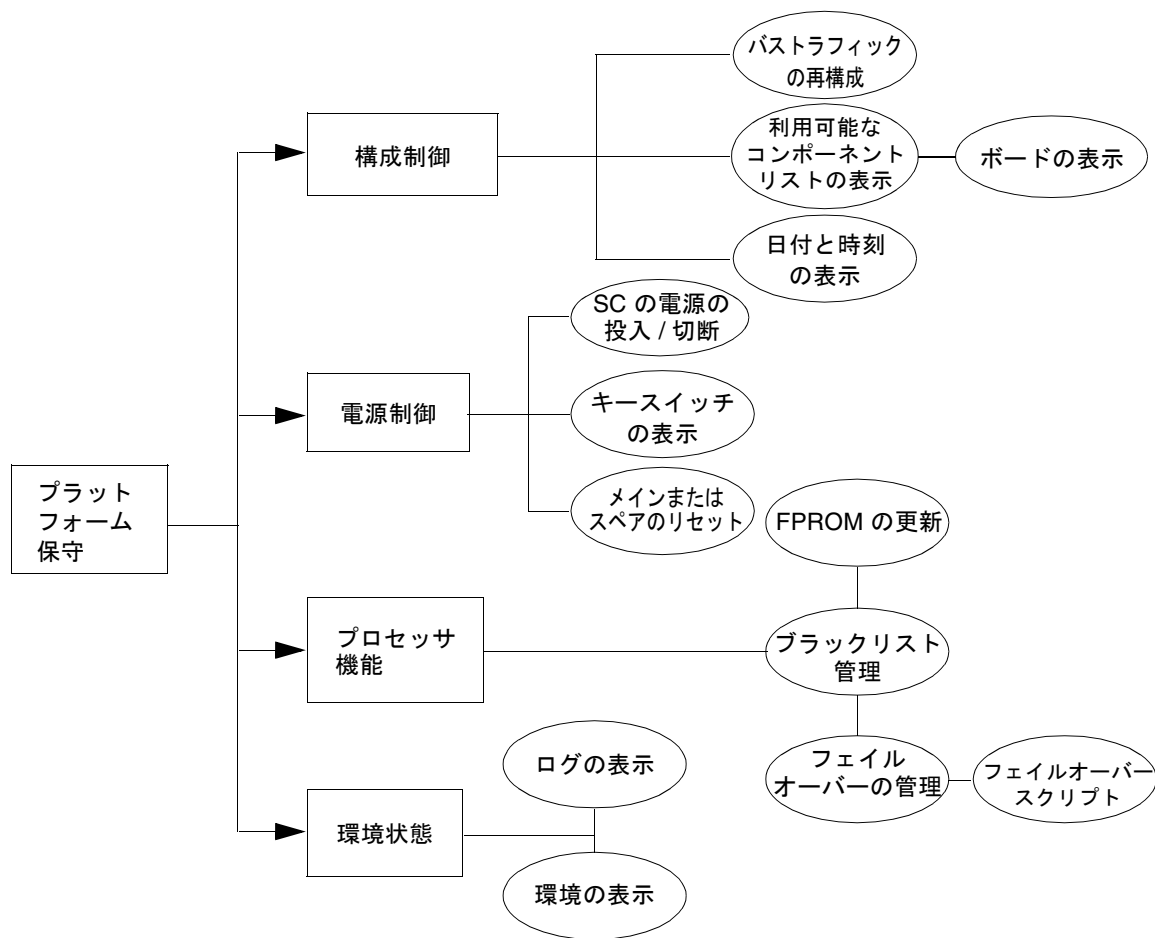 プラット
フォーム
保守
構成制御
バストラフィック
の再構成
利用可能な
コンポーネント
リストの表示
ボードの表示
日付と時刻
の表示
電源制御
SC の電源の
投入 / 切断
キースイッチ
の表示
メインまたは
スペアのリセット
プロセッサ
機能
FPROM の更新
ブラックリスト
管理
フェイル
オーバーの管理
フェイルオーバー
スクリプト
環境状態
ログの表示
環境の表示